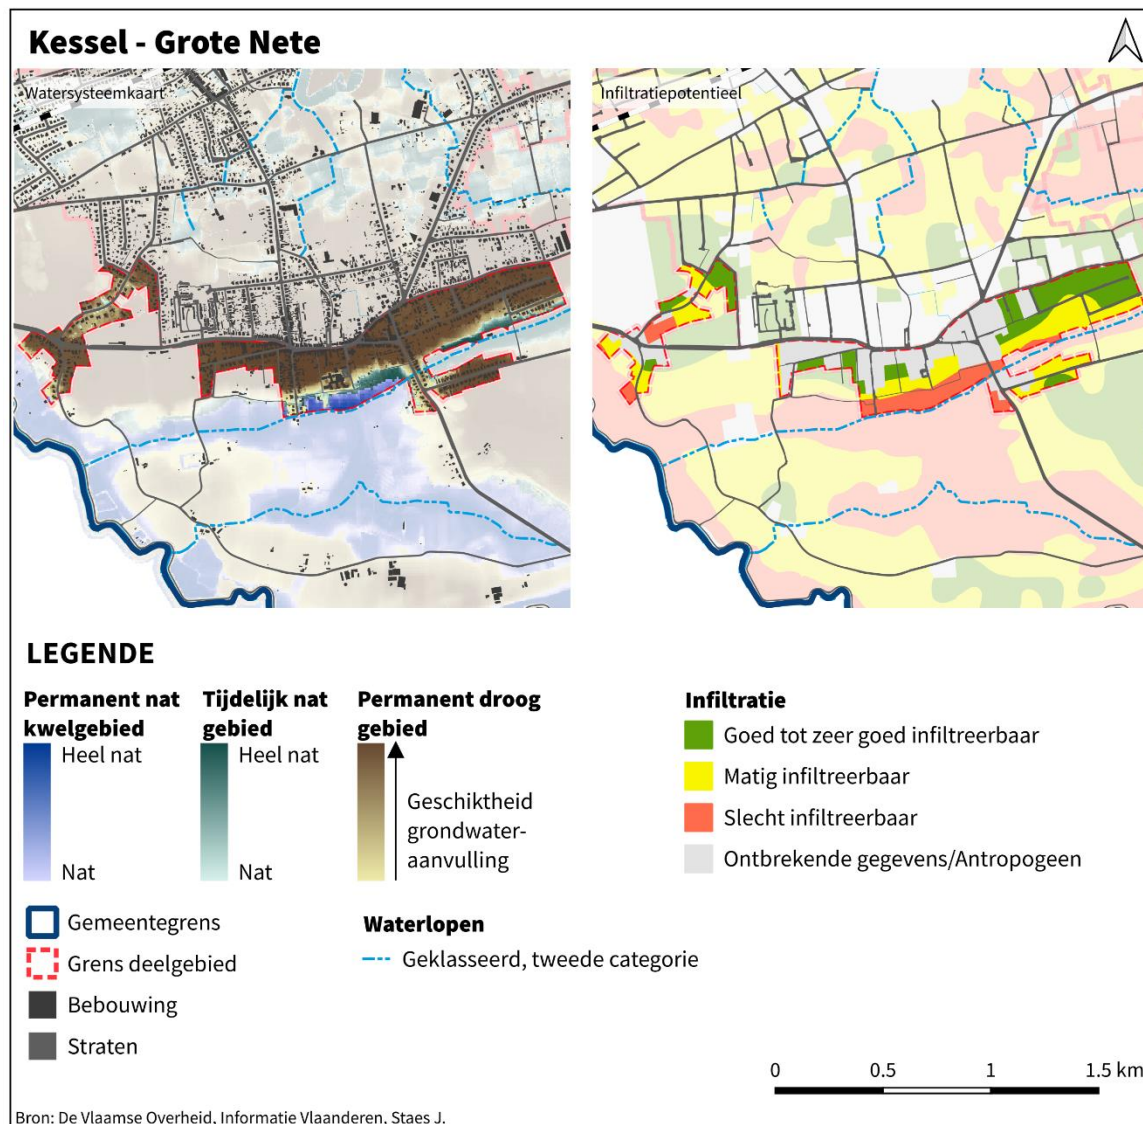 Kessel - Grote Nete
Watersysteemkaart
Infiltratiepotentieel
LEGENDE
Permanent nat
kwelgebied
Heel nat
Nat
Tijdelijk nat
gebied
Heel nat
Nat
Permanent droog
gebied
Geschiktheid
grondwater-
aanvulling
Infiltratie
Goed tot zeer goed infiltreerbaar
Matig infiltreerbaar
Slecht infiltreerbaar
Ontbrekende gegevens/Antropogeen
Gemeentegrens
Grens deelgebied
Bebouwing
Straten
Waterlopen
Geklasseerd, tweede categorie
0 0.5 1 1.5 km
Bron: De Vlaamse Overheid, Informatie Vlaanderen, Staes J.